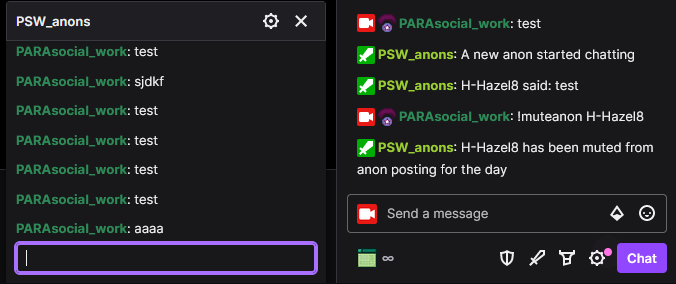 PSW_anons
PARAsocial_work: test
PARAsocial_work: sjdkf
PARAsocial_work: test
PARAsocial_work: test
PARAsocial_work: test
PARAsocial_work: test
PARAsocial_work: aaaa
PARAsocial_work: test
PSW_anons: A new anon started chatting
PSW_anons: H-Hazel8 said: test
PARAsocial_work: !muteanon H-Hazel8
PSW_anons: H-Hazel8 has been muted from
anon posting for the day
Send a message
∞
Chat